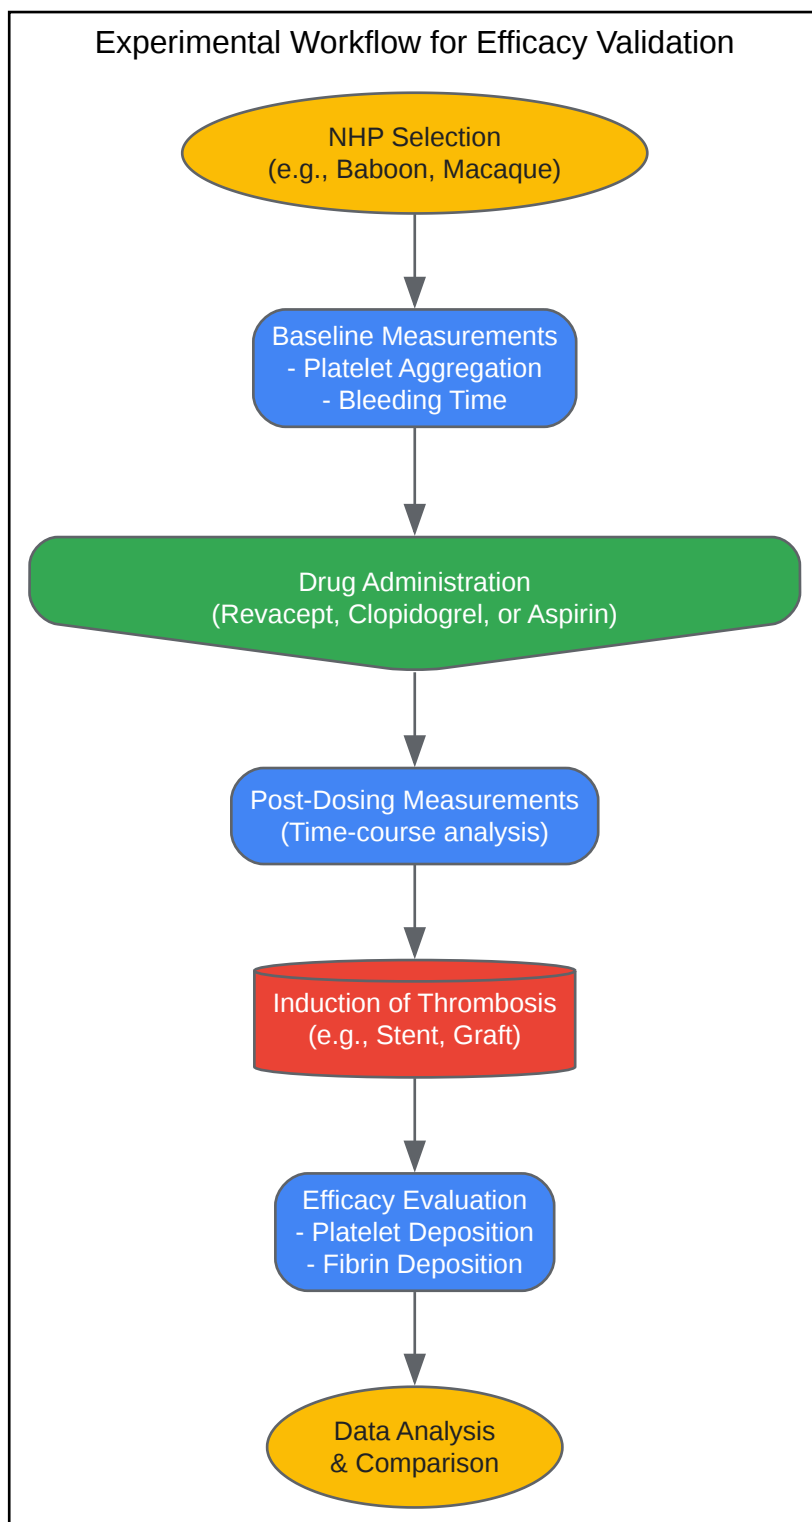 Experimental Workflow for Efficacy Validation
NHP Selection
(e.g., Baboon, Macaque)
Baseline Measurements
- Platelet Aggregation
- Bleeding Time
Drug Administration
(Revacept, Clopidogrel, or Aspirin)
Post-Dosing Measurements
(Time-course analysis)
Induction of Thrombosis
(e.g., Stent, Graft)
Efficacy Evaluation
- Platelet Deposition
- Fibrin Deposition
Data Analysis
& Comparison